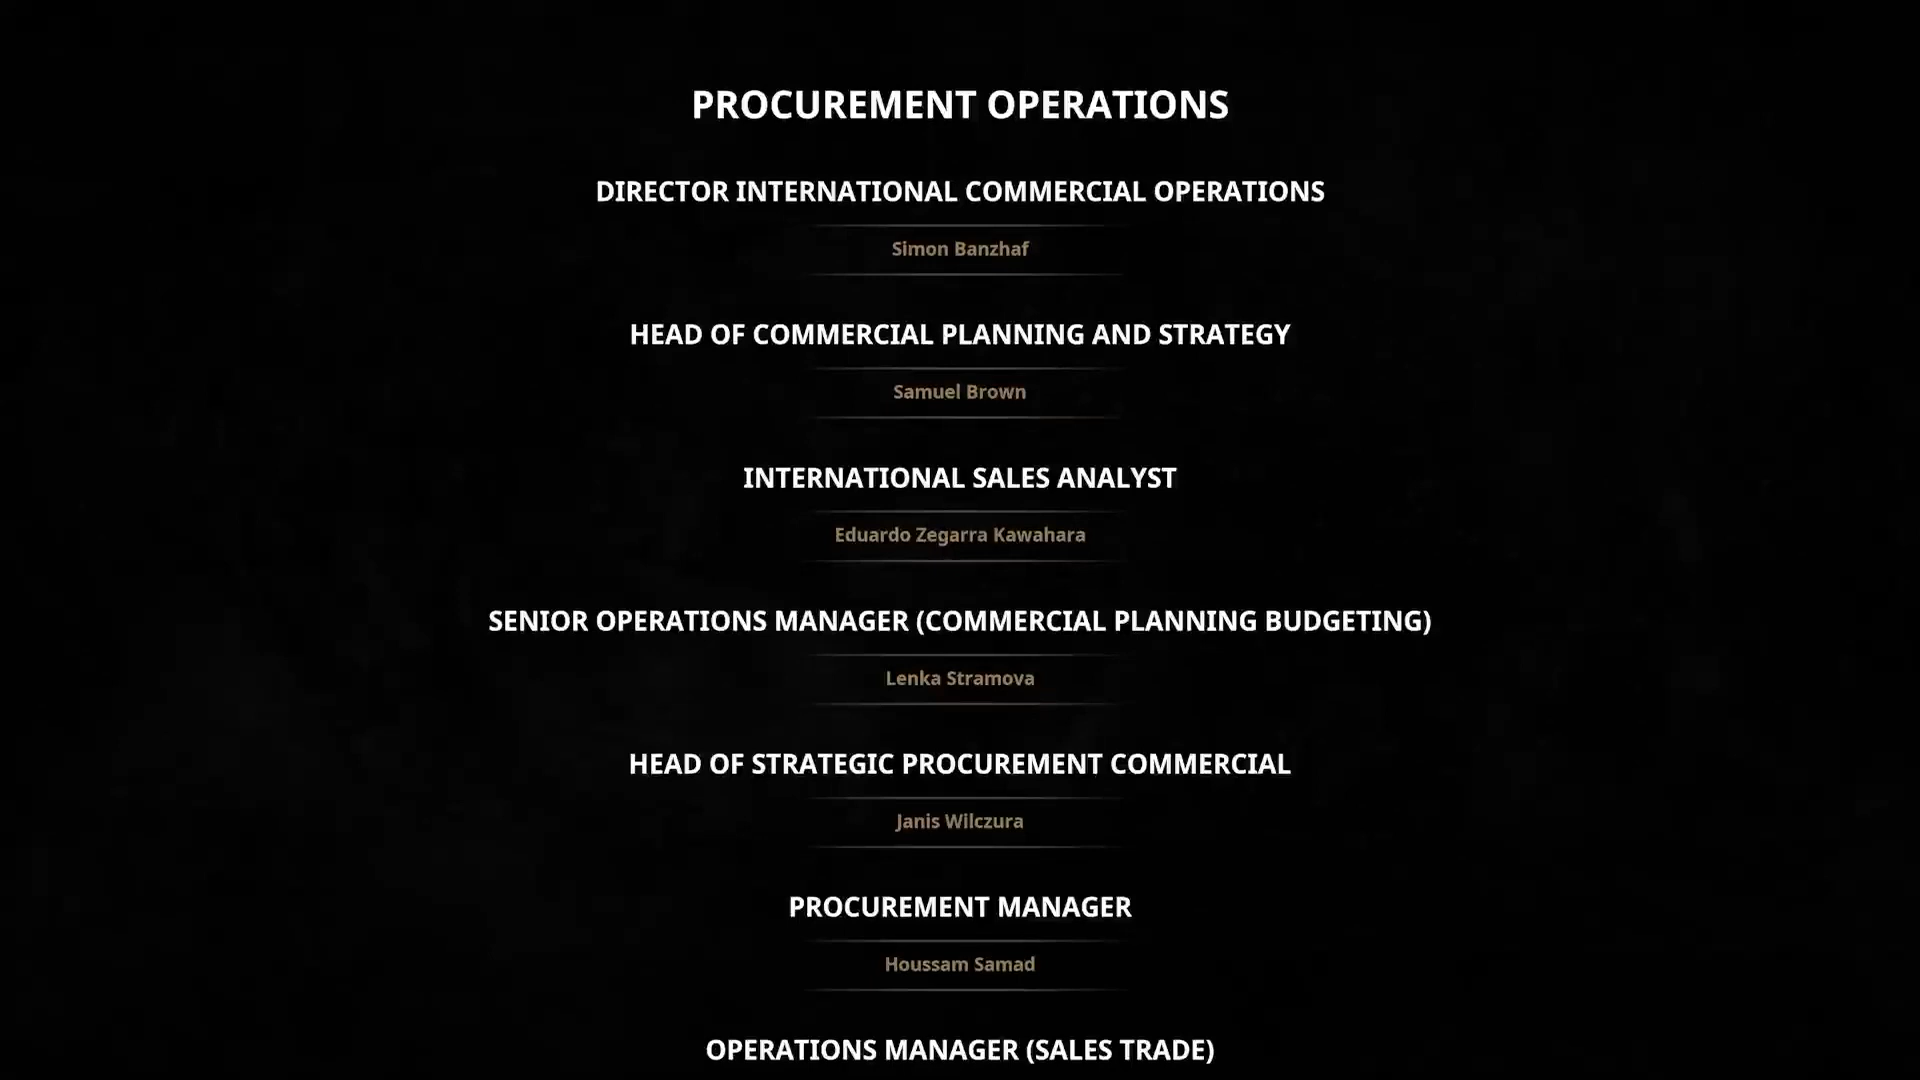 PROCUREMENT OPERATIONS
DIRECTOR INTERNATIONAL COMMERCIAL OPERATIONS
Simon Banzhaf
HEAD OF COMMERCIAL PLANNING AND STRATEGY
Samuel Brown
INTERNATIONAL SALES ANALYST
Eduardo Zegarra Kawahara
SENIOR OPERATIONS MANAGER (COMMERCIAL PLANNING BUDGETING)
Lenka Stramova
HEAD OF STRATEGIC PROCUREMENT COMMERCIAL
Janis Wilczura
PROCUREMENT MANAGER
Houssam Samad
OPERATIONS MANAGER (SALES TRADE)